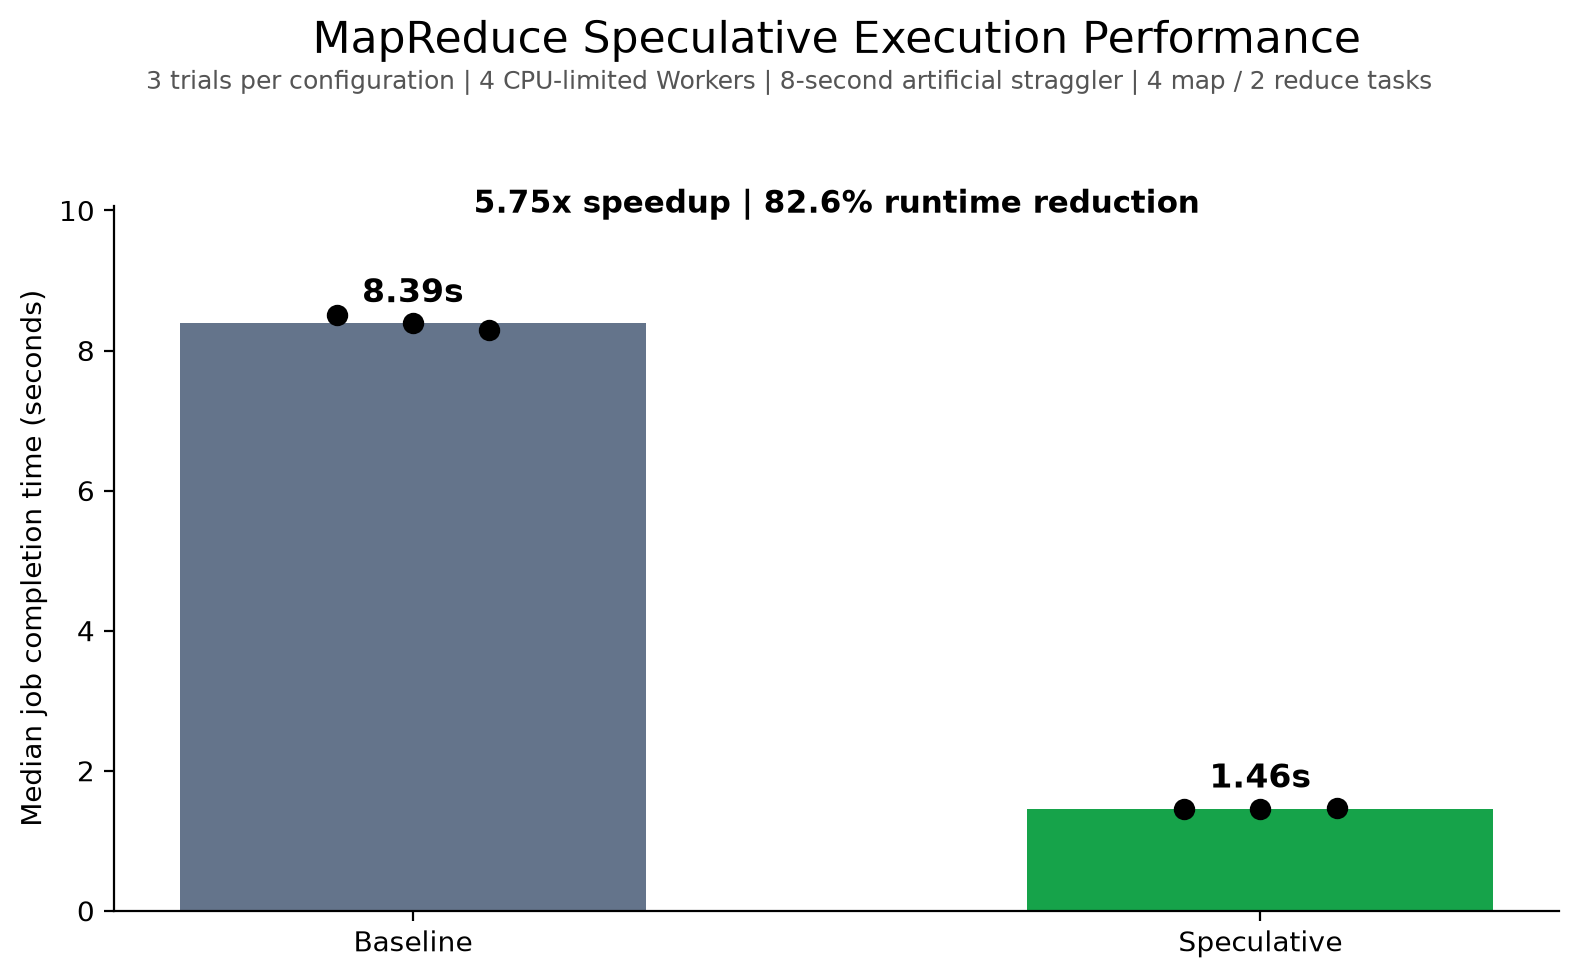 MapReduce Speculative Execution Performance
3 trials per configuration | 4 CPU-limited Workers | 8-second artificial straggler | 4 map / 2 reduce tasks
5.75x speedup | 82.6% runtime reduction
Median job completion time (seconds)
10
8
6
4
2
0
8.39s
1.46s
Baseline
Speculative